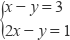 x − y = 3
2x − y = 1